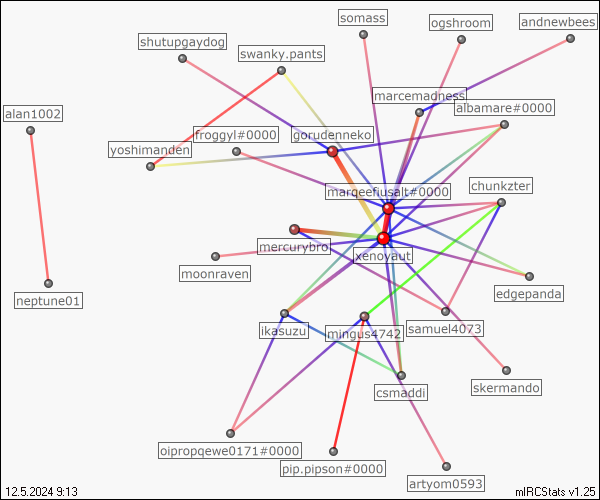 somass
ogshroom
andnewbees
shutupgaydog
swanky.pants
marcemadness
alan1002
albamare#0000
froggyl#0000
gorudenneko
yoshimanden
marqeefiusalt#0000
chunkzter
mercurybro
xenoyaut
moonraven
edgepanda
neptune01
ikasuzu
mingus4742
samuel4073
csmaddi
skermando
oipropqewe0171#0000
pip.pipson#0000
artyom0593
12.5.2024 9:13
mIRCStats v1.25